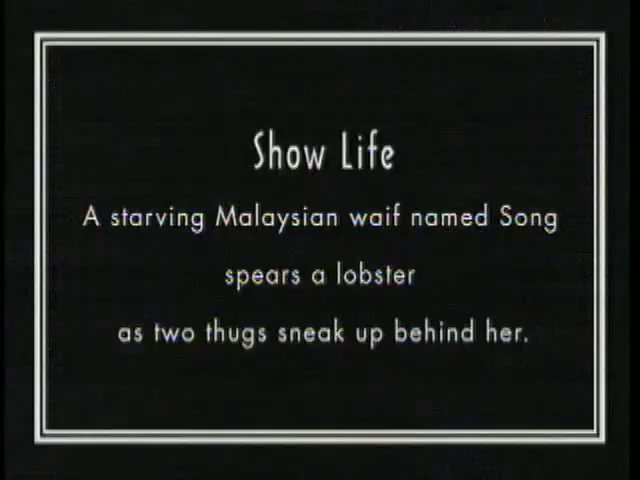 Show Life
A starving Malaysian waif named Song
spears a lobster
as two thugs sneak up behind her.